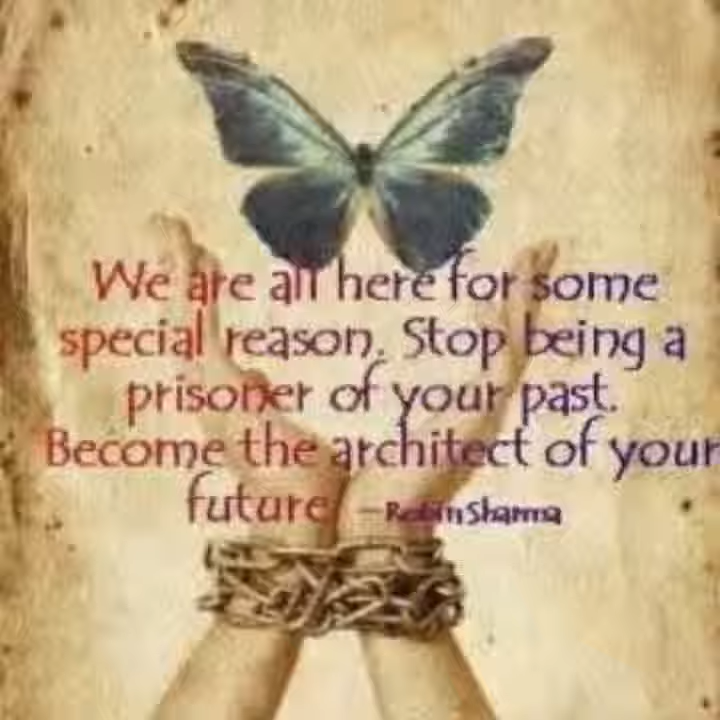 We are all here for some
special reason. Stop being a
prisoner of your past.
Become the architect of your
future. —Robin Sharma